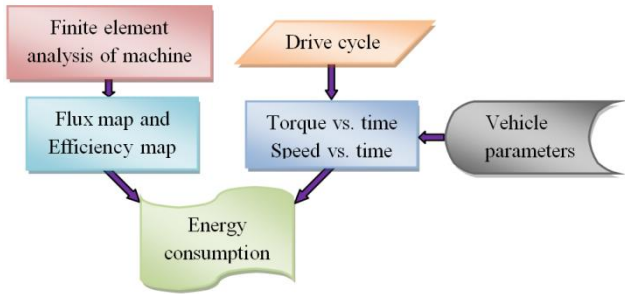 Finite element
analysis of machine
Drive cycle
Flux map and
Efficiency map
Torque vs. time
Speed vs. time
Vehicle
parameters
Energy
consumption